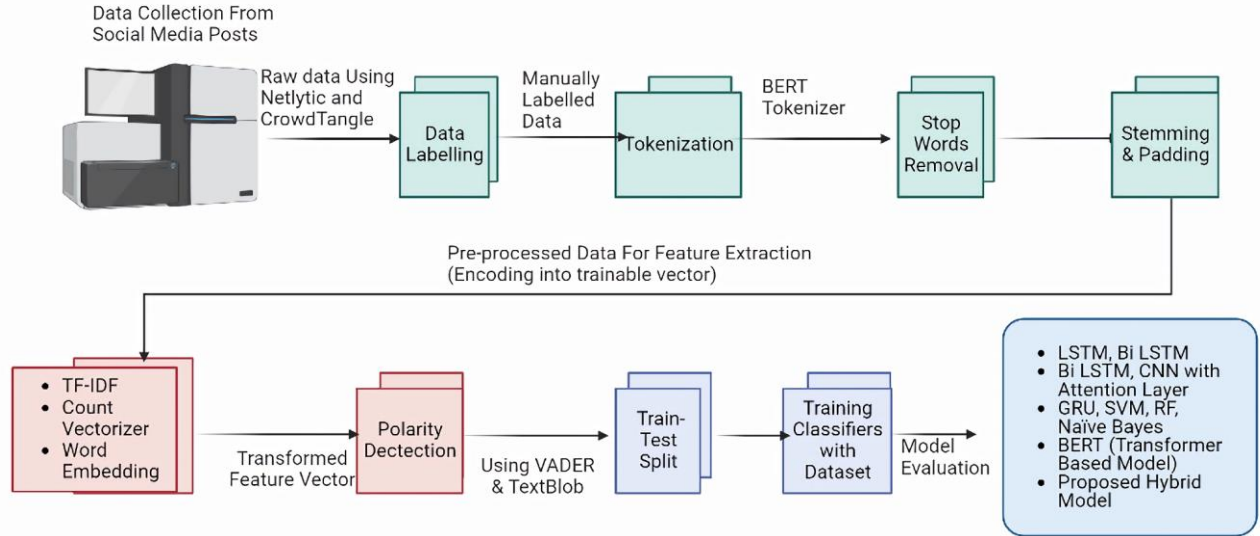 Data Collection From
Social Media Posts
Raw data Using
Netlytic and
CrowdTangle
Data
Labelling
Manually
Labelled
Data
Tokenization
BERT
Tokenizer
Stop
Words
Removal
Stemming
& Padding
Pre-processed Data For Feature Extraction
(Encoding into trainable vector)
• TF-IDF
• Count
Vectorizer
• Word
Embedding
Transformed
Feature Vector
Polarity
Dectection
Using VADER
& TextBlob
Train-
Test
Split
Training
Classifiers
with
Dataset
Model
Evaluation
• LSTM, Bi LSTM
• Bi LSTM, CNN with
Attention Layer
• GRU, SVM, RF,
Naïve Bayes
• BERT (Transformer
Based Model)
• Proposed Hybrid
Model